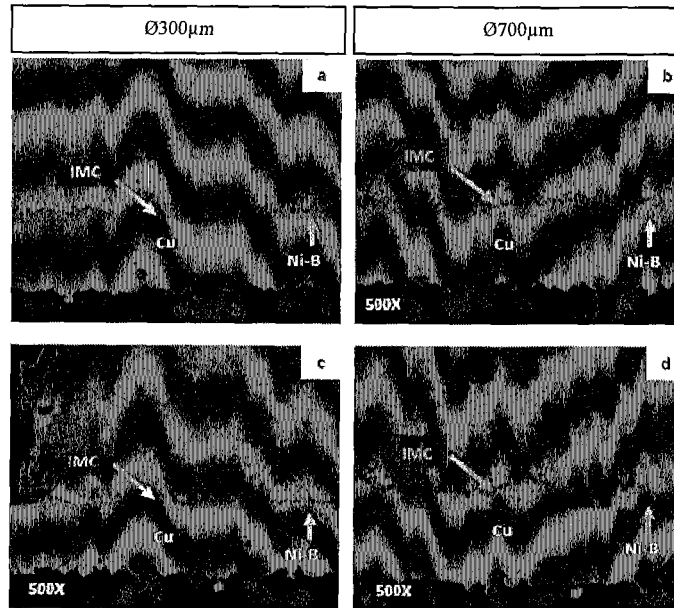 Ø300µm
Ø700µm
a
IMC
Cu
Ni-B
b
IMC
Cu
Ni-B
500X
c
IMC
Cu
Ni-B
500X
d
IMC
Cu
Ni-B
500X